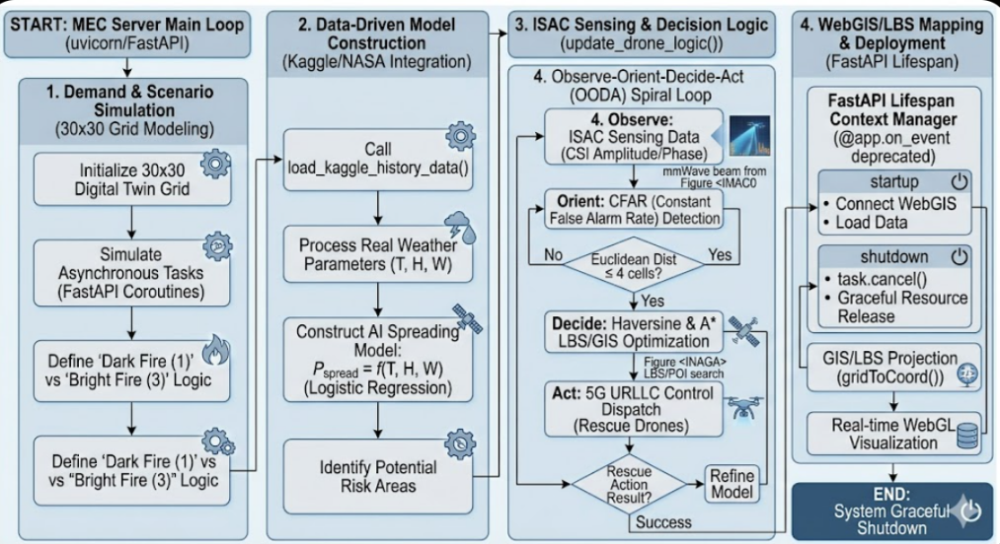 START: MEC Server Main Loop
(uvicorn/FastAPI)
1. Demand & Scenario
Simulation
(30x30 Grid Modeling)
Initialize 30x30
Digital Twin Grid
Simulate
Asynchronous Tasks
(FastAPI Coroutines)
Define ‘Dark Fire (1)’
vs ‘Bright Fire (3)’ Logic
Define ‘Dark Fire (1)’ vs
vs “Bright Fire (3)” Logic
2. Data-Driven Model
Construction
(Kaggle/NASA Integration)
Call
load_kaggle_history_data()
Process Real Weather
Parameters (T, H, W)
Construct AI Spreading
Model:
Pspread = f(T, H, W)
(Logistic Regression)
Identify Potential
Risk Areas
3. ISAC Sensing & Decision Logic
(update_drone_logic())
4. Observe-Orient-Decide-Act
(OODA) Spiral Loop
4. Observe:
ISAC Sensing Data
(CSI Amplitude/Phase)
mmWave beam from
Figure <IMAC0
Orient: CFAR (Constant
False Alarm Rate) Detection
No
Euclidean Dist
≤ 4 cells?
Yes
Yes
Decide: Haversine & A*
LBS/GIS Optimization
Figure <INAGA>
LBS/POI search
Act: 5G URLLC Control
Dispatch
(Rescue Drones)
Rescue
Action
Result?
Refine
Model
Success
4. WebGIS/LBS Mapping
& Deployment
(FastAPI Lifespan)
FastAPI Lifespan
Context Manager
(@app.on_event
deprecated)
startup
• Connect WebGIS
• Load Data
shutdown
• task.cancel()
• Graceful Resource
Release
GIS/LBS Projection
(gridToCoord())
Real-time WebGL
Visualization
END:
System Graceful
Shutdown